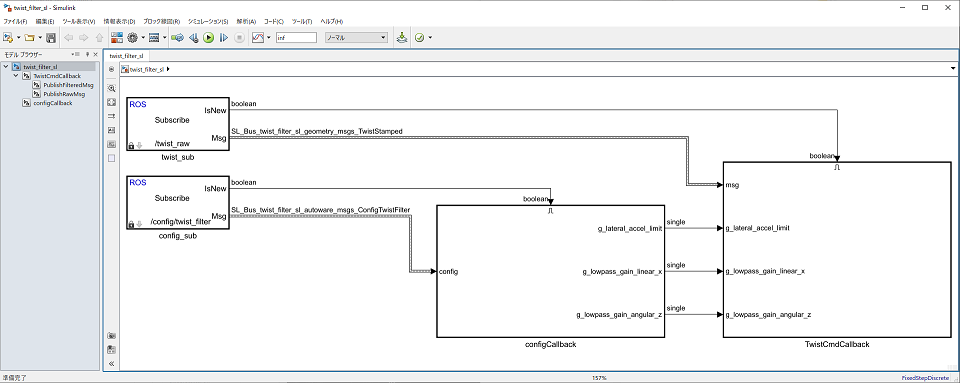 twist_filter_sl - Simulink
ファイル(F) 編集(E) ツール表示(V) 情報表示(D) ブロック線図(R) シミュレーション(S) 解析(A) コード(C) ツール(T) ヘルプ(H)
inf ノーマル
モデル ブラウザー
twist_filter_sl
TwistCmdCallback
PublishFilteredMsg
PublishRawMsg
configCallback
twist_filter_sl
twist_filter_sl
ROS
IsNew
Subscribe
Msg
/twist_raw
twist_sub
boolean
SL_Bus_twist_filter_sl_geometry_msgs_TwistStamped
ROS
IsNew
Subscribe
Msg
/config/twist_filter
config_sub
boolean
SL_Bus_twist_filter_sl_autoware_msgs_ConfigTwistFilter
boolean
config
g_lateral_accel_limit
g_lowpass_gain_linear_x
g_lowpass_gain_angular_z
configCallback
single
single
single
boolean
msg
g_lateral_accel_limit
g_lowpass_gain_linear_x
g_lowpass_gain_angular_z
TwistCmdCallback
準備完了
157%
FixedStepDiscrete